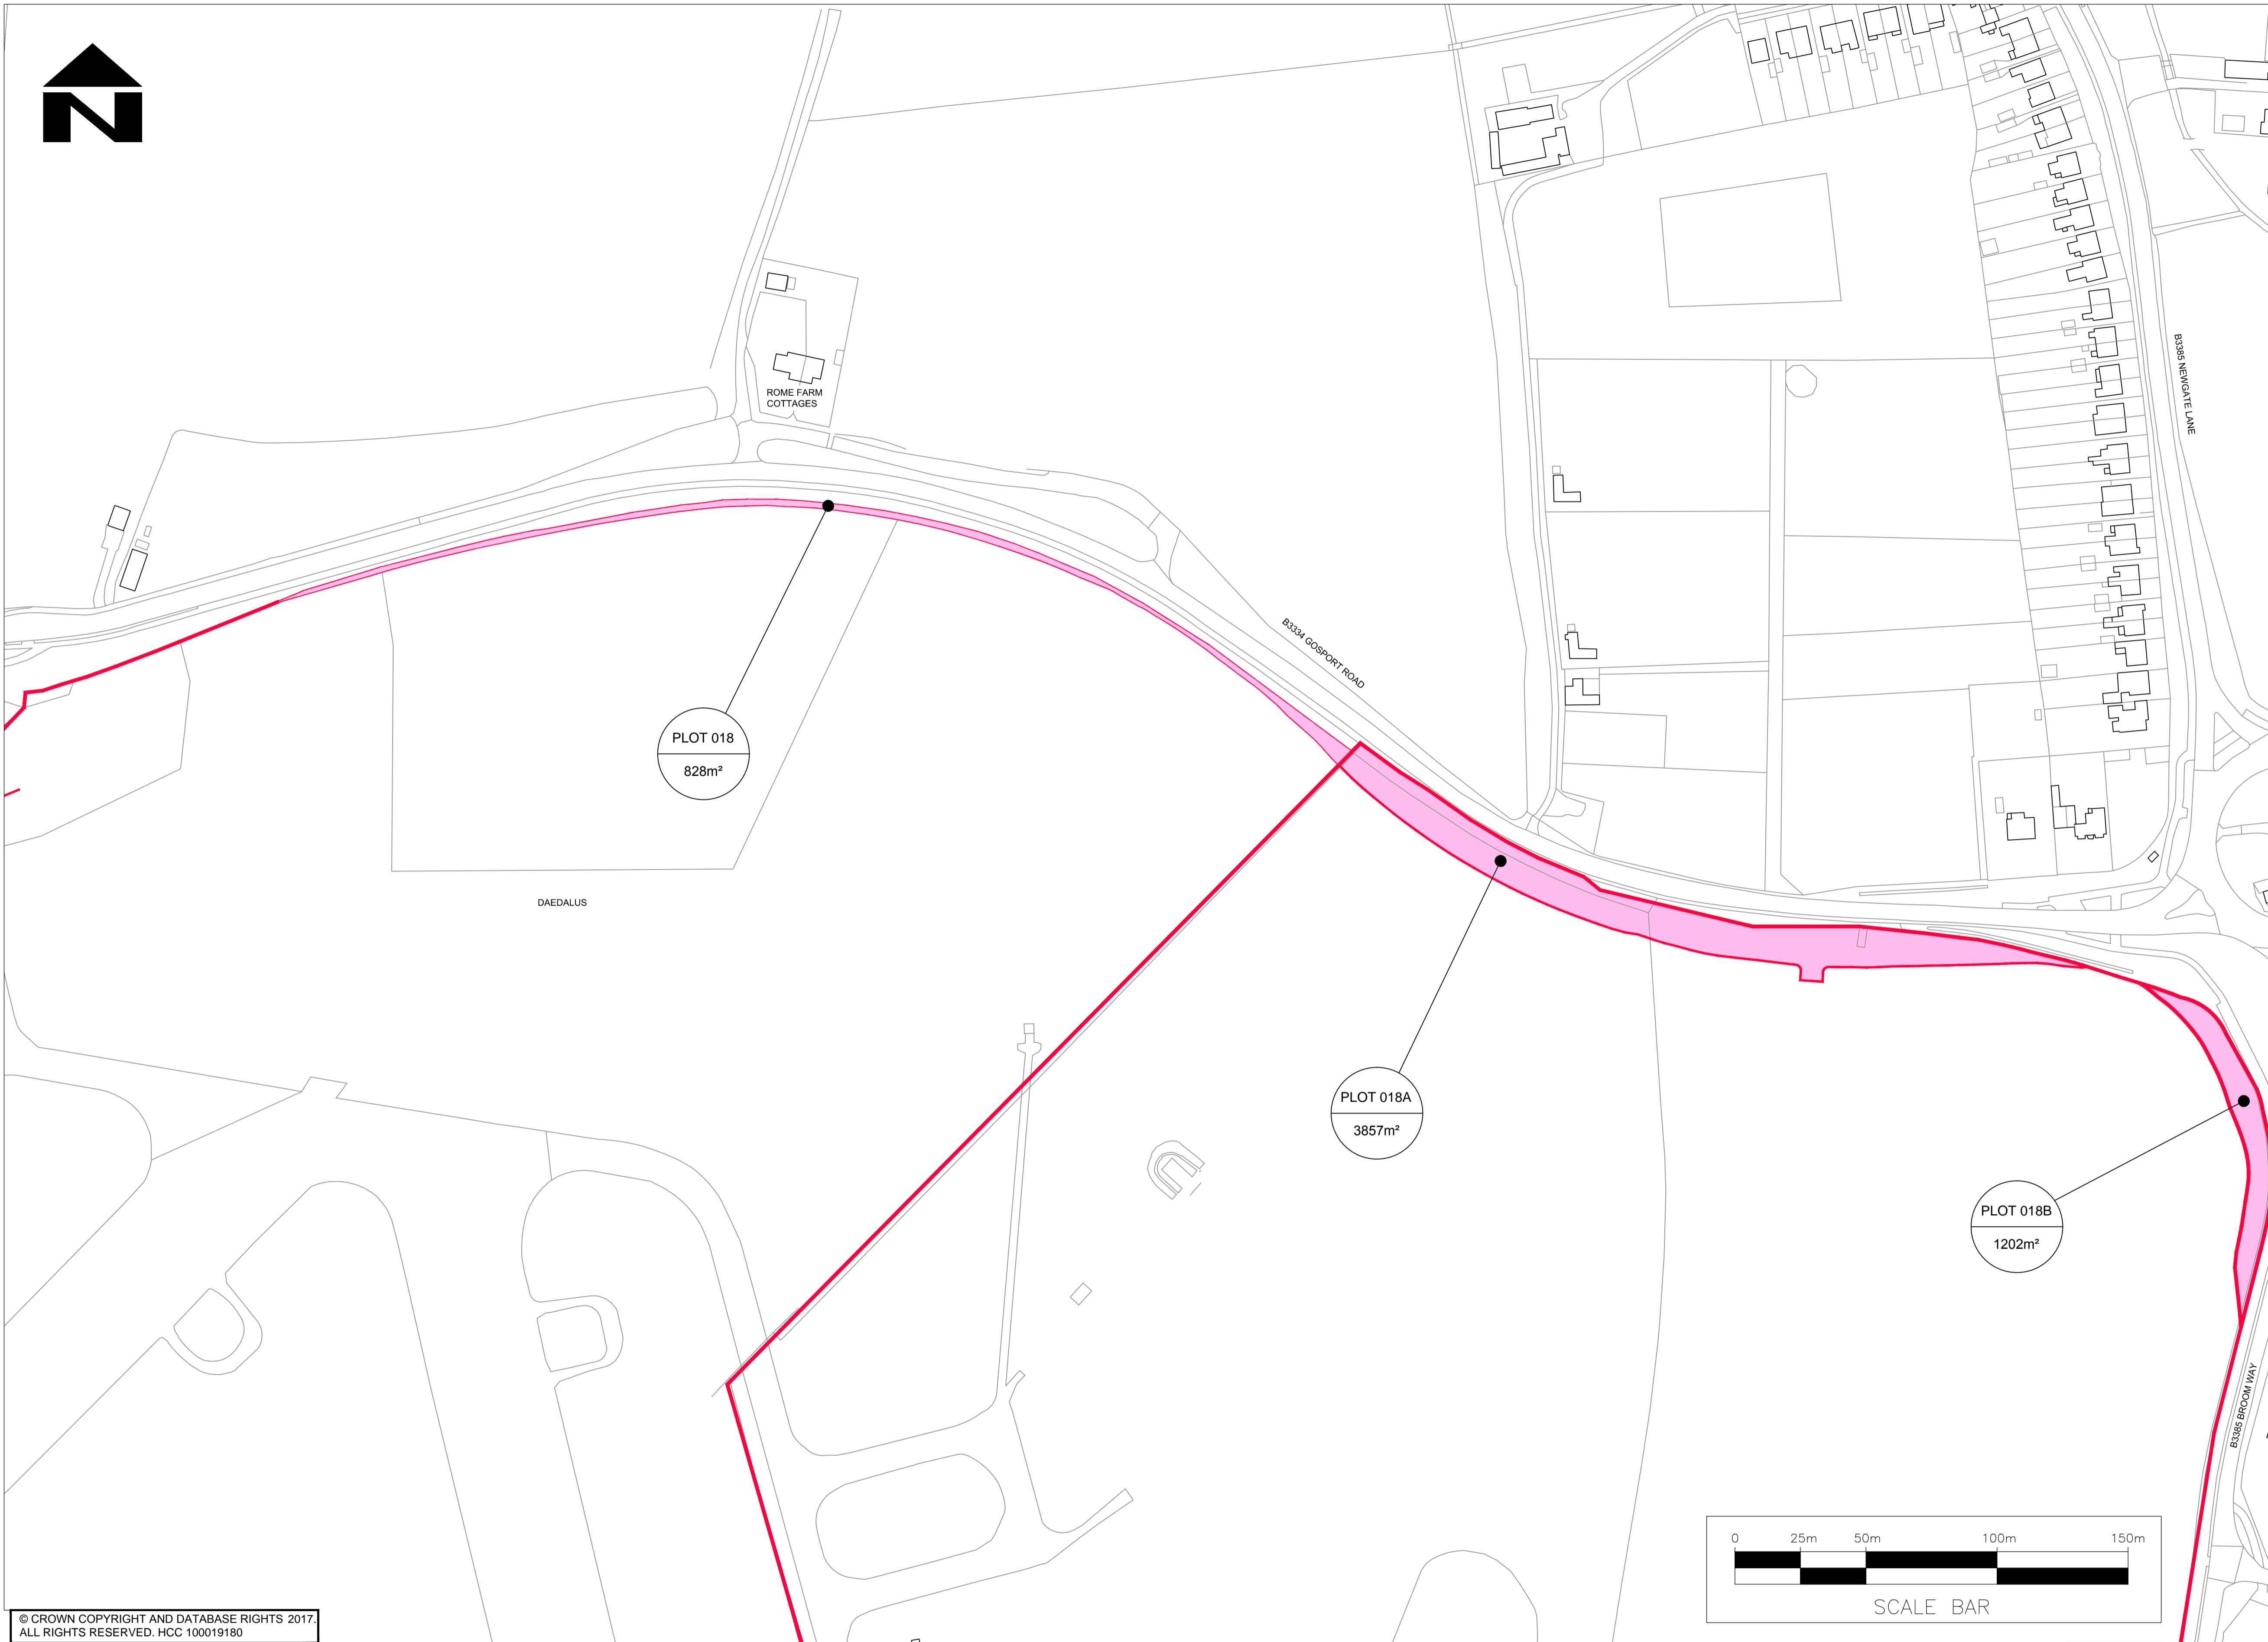 N
ROME FARM
COTTAGES
B3385 NEWGATE LANE
B3334 GOSPORT ROAD
PLOT 018
828m²
DAEDALUS
PLOT 018A
3857m²
PLOT 018B
1202m²
B3385 BROOM WAY
0 25m 50m 100m 150m
SCALE BAR
© CROWN COPYRIGHT AND DATABASE RIGHTS 2017.
ALL RIGHTS RESERVED. HCC 100019180